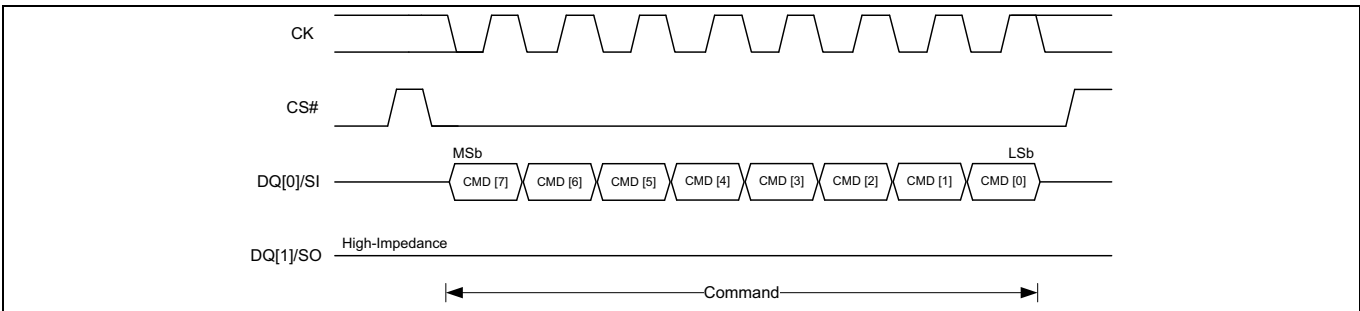 CK
CS#
MSb LSb
DQ[0]/SI CMD [7] CMD [6] CMD [5] CMD [4] CMD [3] CMD [2] CMD [1] CMD [0]
High-Impedance
DQ[1]/SO
Command